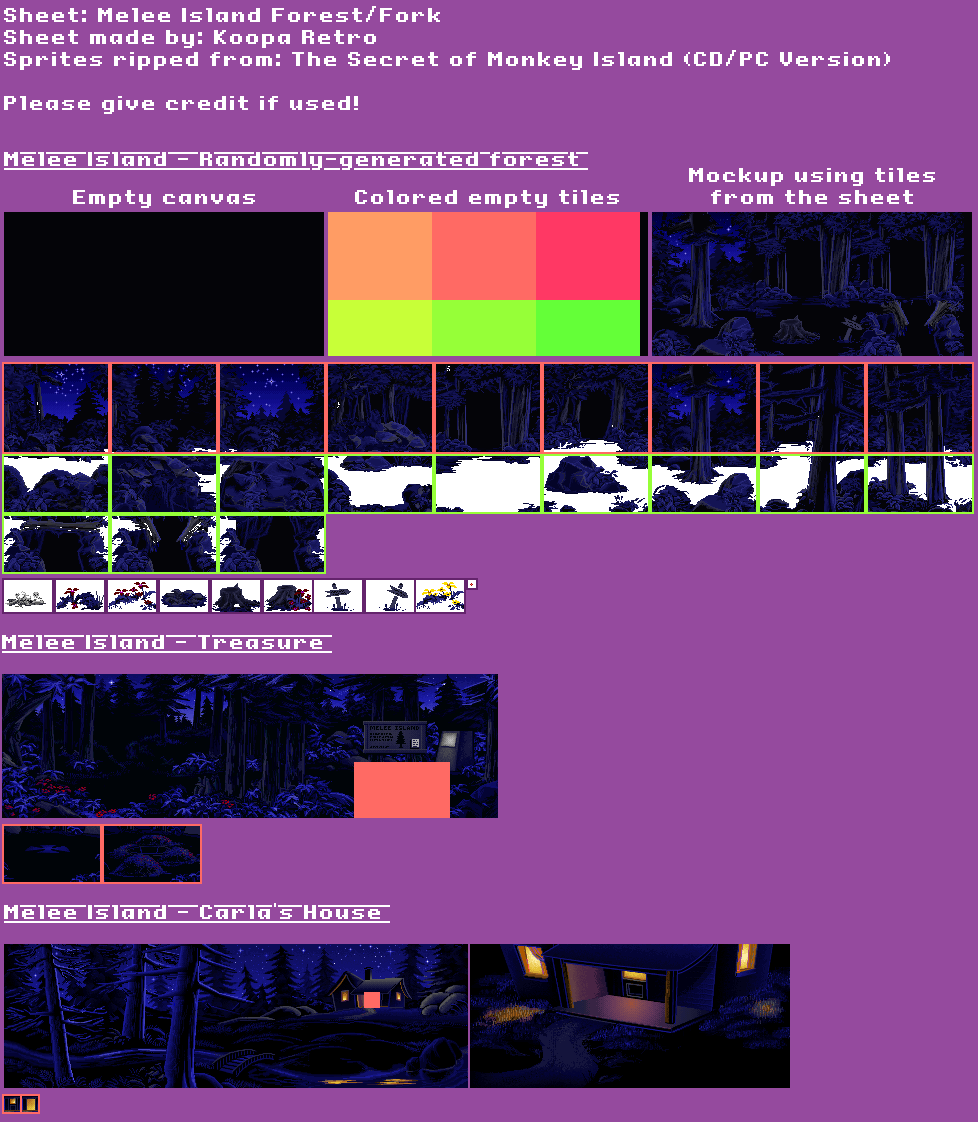 Sheet: Melee Island Forest/Fork
Sheet made by: Koopa Retro
Sprites ripped from: The Secret of Monkey Island (CD/PC Version)
Please give credit if used!
Melee Island - Randomly-generated forest
Empty canvas
Colored empty tiles
Mockup using tiles
from the sheet
Melee Island - Treasure
MELEE ISLAND
Melee Island - Carla's House